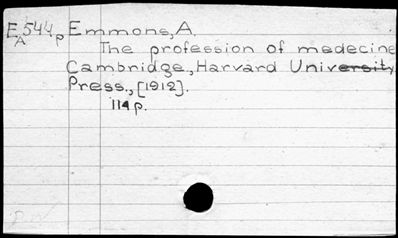 E544p Emmons, A.
A The profession of medecine
Cambridge., Harvard University
Press., [1912].
114 p.